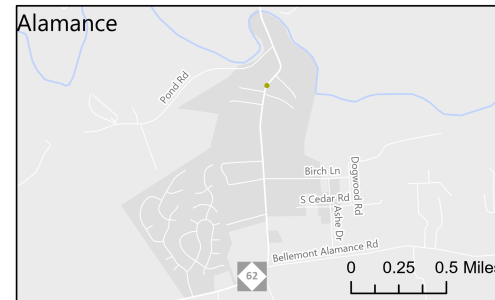 Alamance
Pond Rd
Birch Ln
Dogwood Rd
S Cedar Rd
Ashe Dr
Bellemont Alamance Rd
62
0 0.25 0.5 Miles